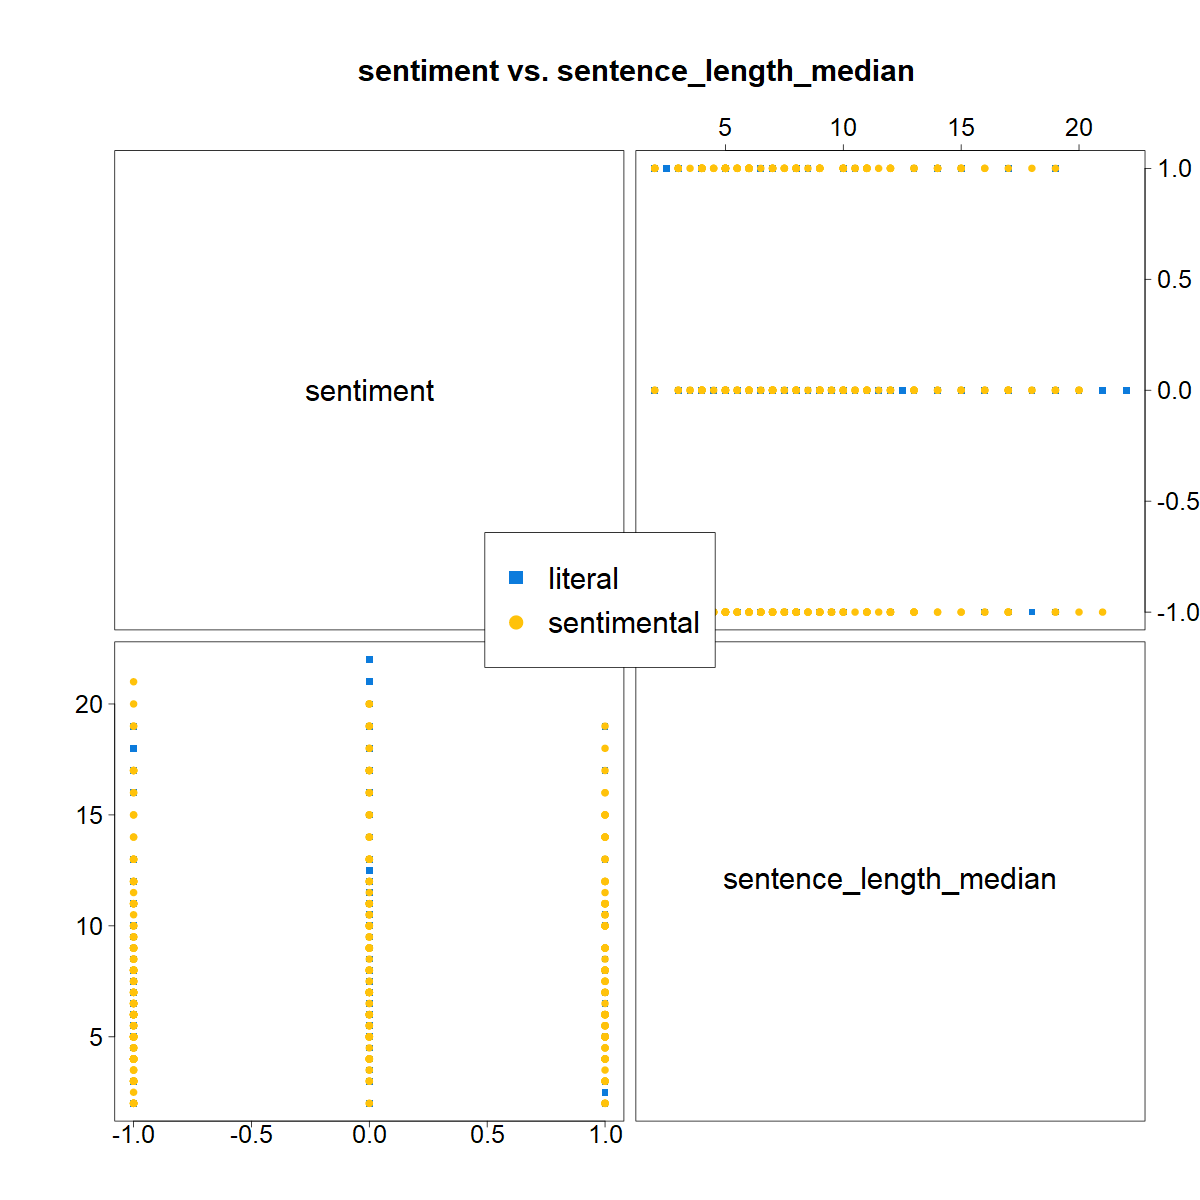 sentiment vs. sentence_length_median
5 10 15 20
1.0
0.5
sentiment
0.0
-0.5
literal
-1.0
sentimental
20
15
sentence_length_median
10
5
-1.0 -0.5 0.0 0.5 1.0